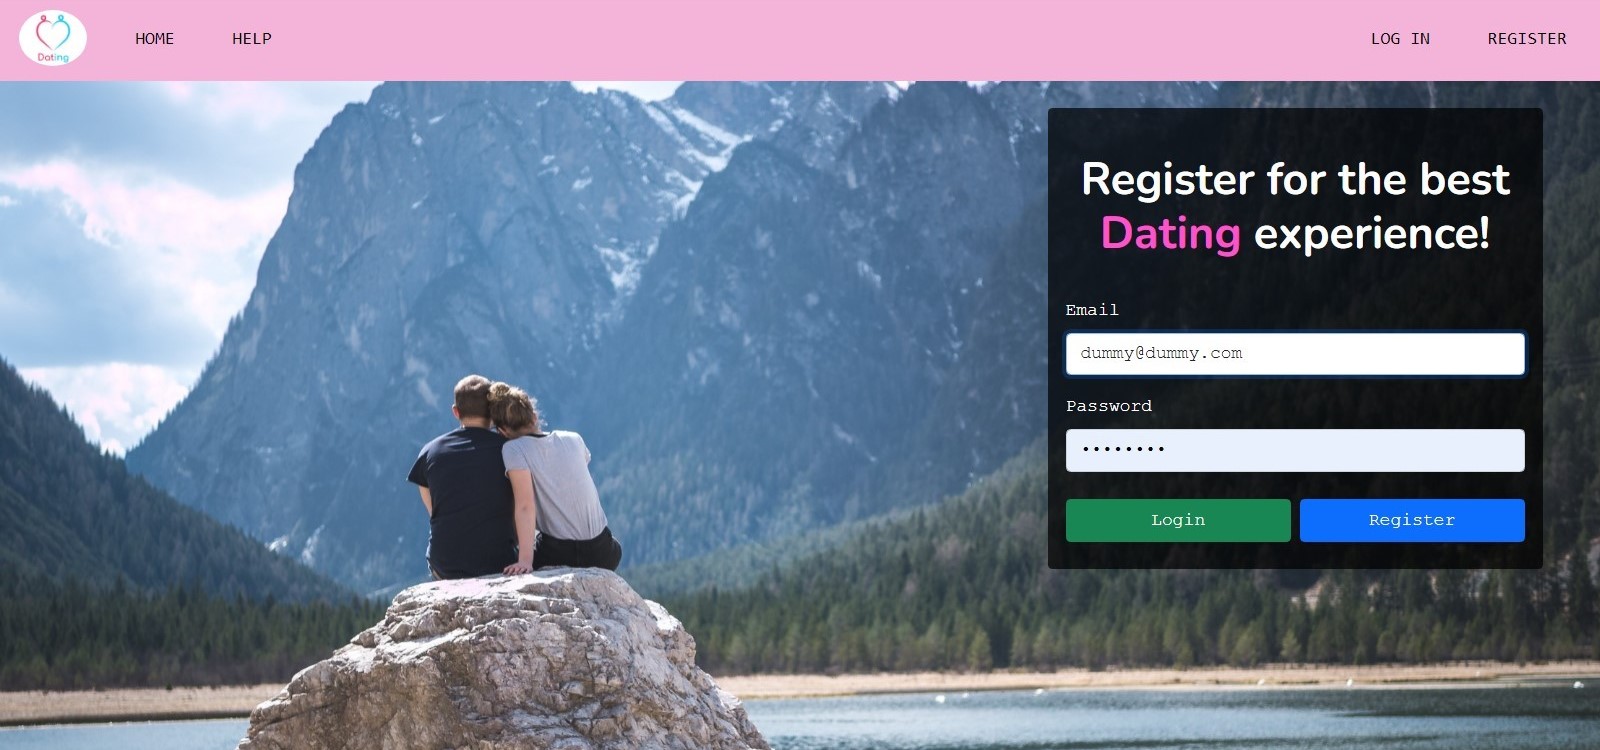 Dating
HOME
HELP
LOG IN
REGISTER
Register for the best
Dating experience!
Email
dummy@dummy.com
Password
••••••••
Login
Register